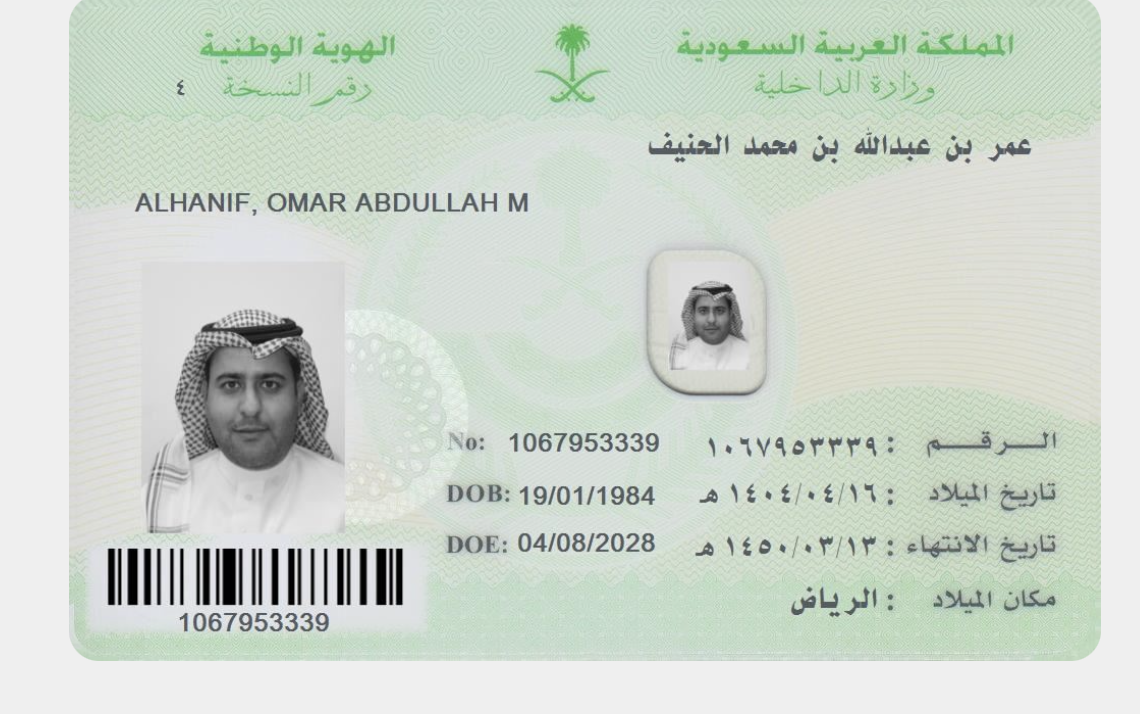 المملكة العربية السعودية
الهوية الوطنية
وزارة الداخلية
رقم النسخة ٤
عمر بن عبدالله بن محمد الحنيف
ALHANIF, OMAR ABDULLAH M
الـــرقـــم : ١٠٦٧٩٥٣٣٣٩
No: 1067953339
تاريخ الميلاد : ١٤٠٤/٠٤/١٦ هـ
DOB: 19/01/1984
تاريخ الانتهاء : ١٤٥٠/٠٣/١٣ هـ
DOE: 04/08/2028
مكان الميلاد : الرياض
1067953339